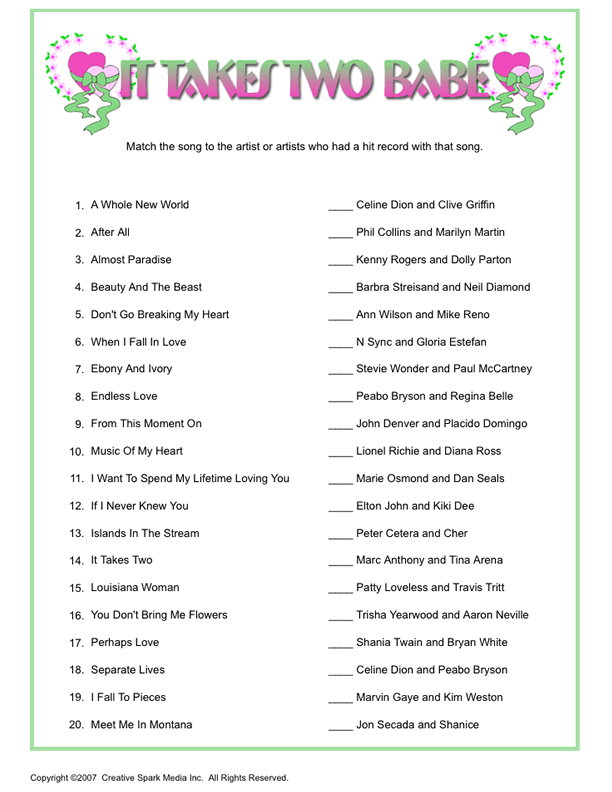 IT TAKES TWO BABE
Match the song to the artist or artists who had a hit record with that song.
1. A Whole New World ____ Celine Dion and Clive Griffin
2. After All ____ Phil Collins and Marilyn Martin
3. Almost Paradise ____ Kenny Rogers and Dolly Parton
4. Beauty And The Beast ____ Barbra Streisand and Neil Diamond
5. Don't Go Breaking My Heart ____ Ann Wilson and Mike Reno
6. When I Fall In Love ____ N Sync and Gloria Estefan
7. Ebony And Ivory ____ Stevie Wonder and Paul McCartney
8. Endless Love ____ Peabo Bryson and Regina Belle
9. From This Moment On ____ John Denver and Placido Domingo
10. Music Of My Heart ____ Lionel Richie and Diana Ross
11. I Want To Spend My Lifetime Loving You ____ Marie Osmond and Dan Seals
12. If I Never Knew You ____ Elton John and Kiki Dee
13. Islands In The Stream ____ Peter Cetera and Cher
14. It Takes Two ____ Marc Anthony and Tina Arena
15. Louisiana Woman ____ Patty Loveless and Travis Tritt
16. You Don't Bring Me Flowers ____ Trisha Yearwood and Aaron Neville
17. Perhaps Love ____ Shania Twain and Bryan White
18. Separate Lives ____ Celine Dion and Peabo Bryson
19. I Fall To Pieces ____ Marvin Gaye and Kim Weston
20. Meet Me In Montana ____ Jon Secada and Shanice
Copyright ©2007 Creative Spark Media Inc. All Rights Reserved.